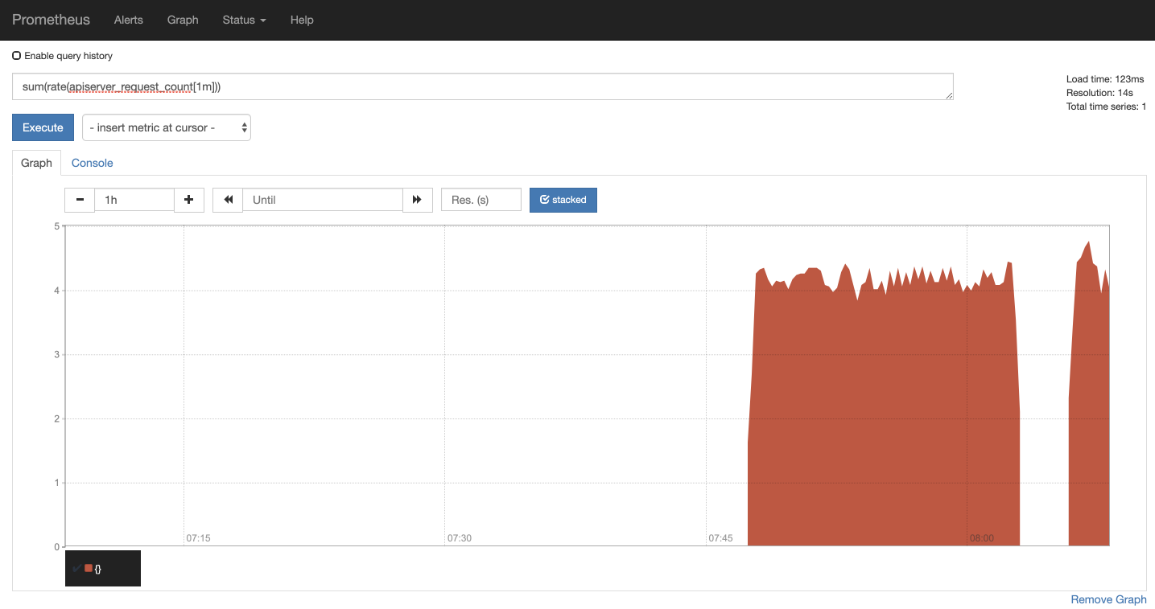 Prometheus Alerts Graph Status Help
Enable query history
sum(rate(apiserver_request_count[1m]))
Load time: 123ms
Resolution: 14s
Total time series: 1
Execute - insert metric at cursor -
Graph Console
1h Until Res. (s) stacked
5
4
3
2
1
0
07:15 07:30 07:45 08:00
{}
Remove Graph